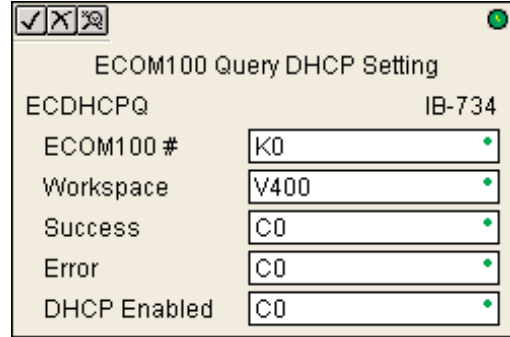 ECOM100 Query DHCP Setting
ECDHCPQ IB-734
ECOM100 # K0
Workspace V400
Success C0
Error C0
DHCP Enabled C0